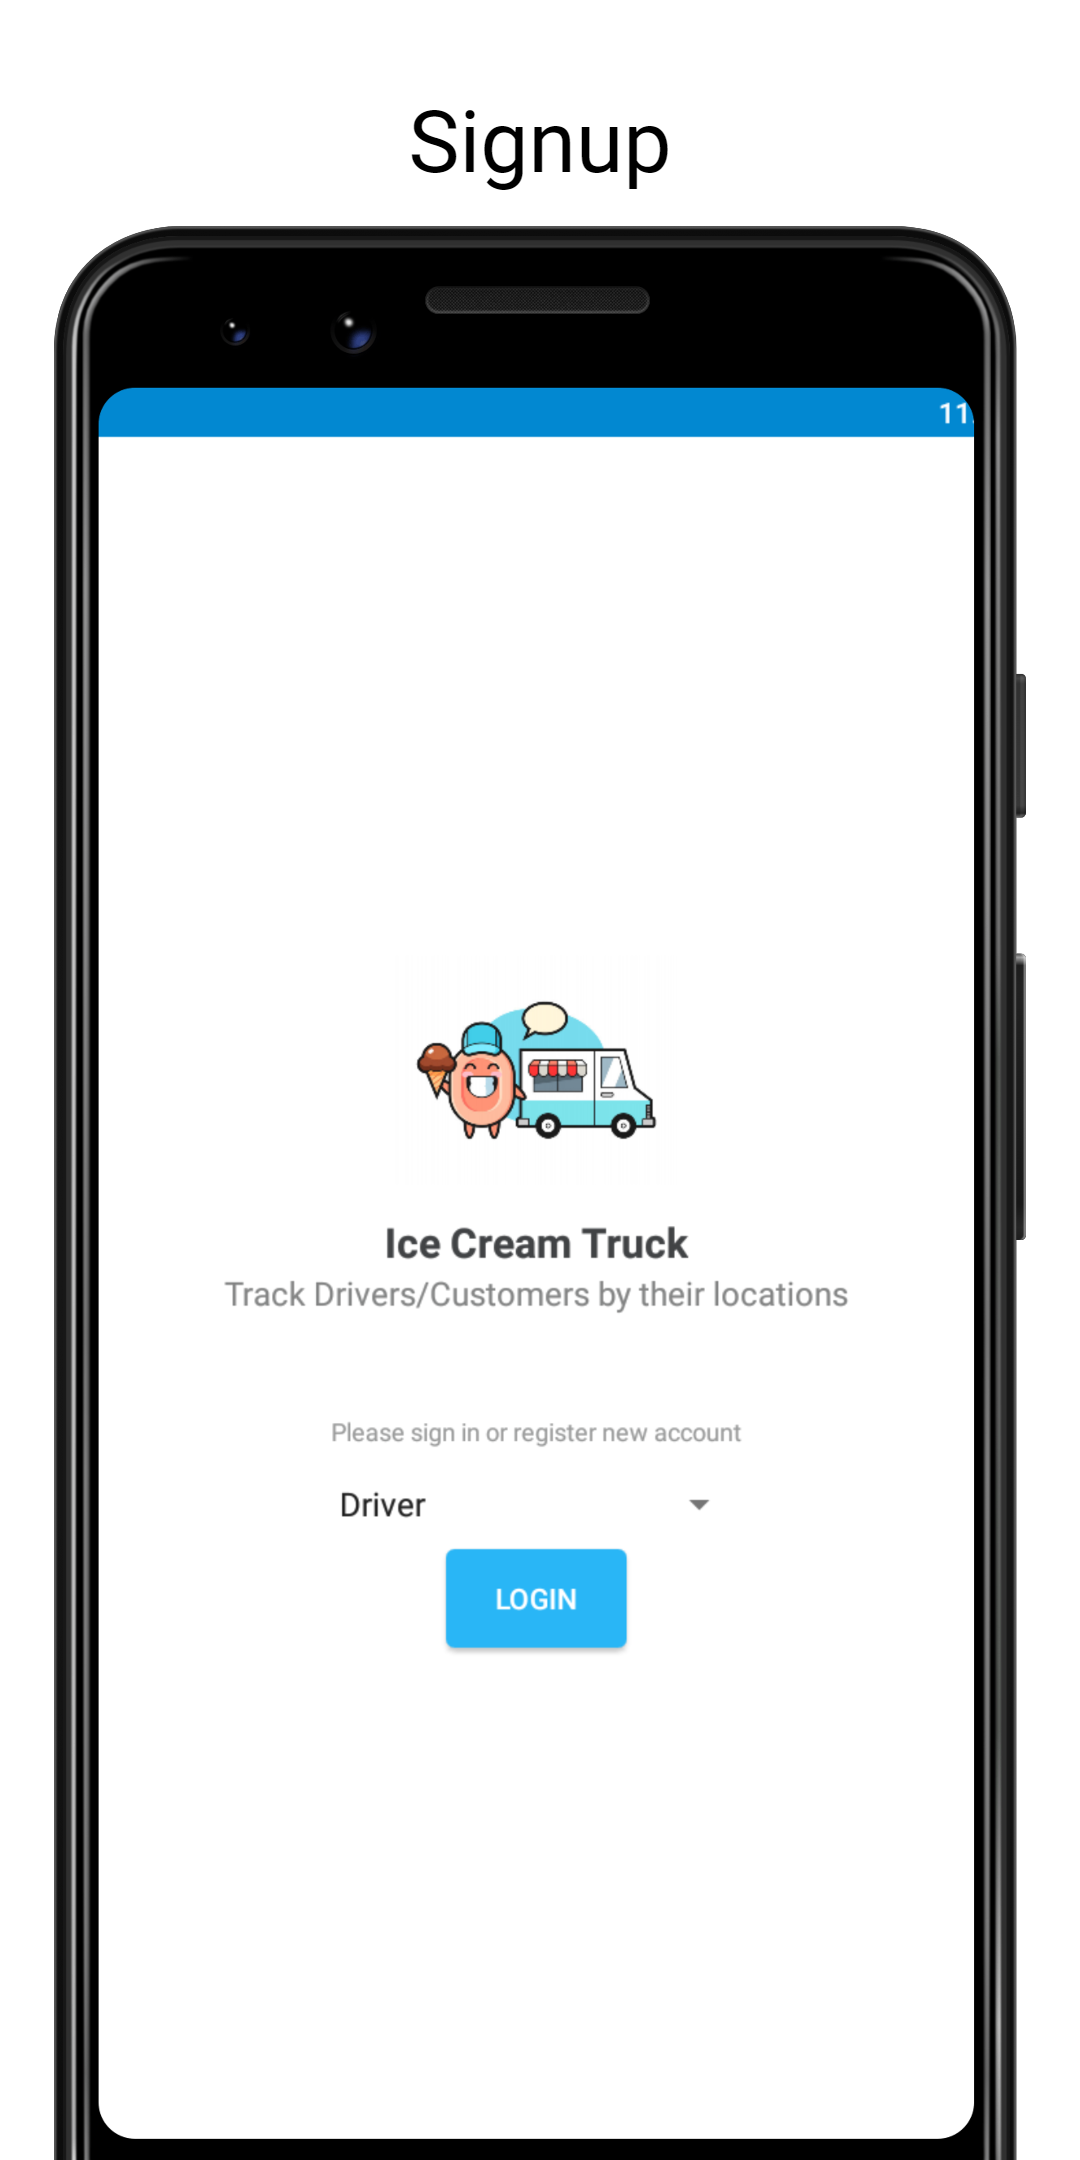 Signup
11
Ice Cream Truck
Track Drivers/Customers by their locations
Please sign in or register new account
Driver
LOGIN